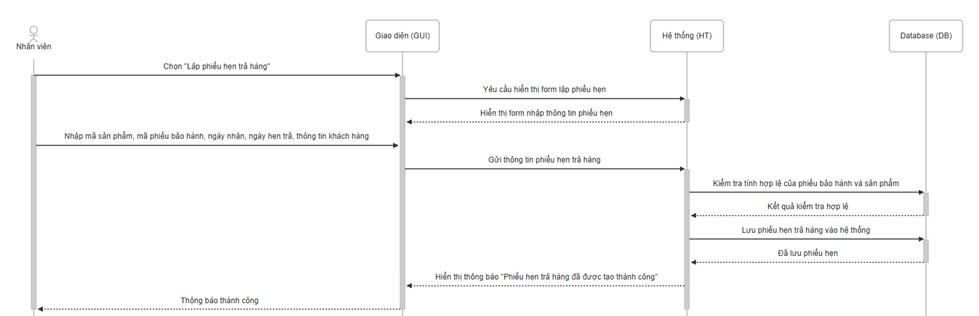 Nhân viên
Giao diện (GUI)
Hệ thống (HT)
Database (DB)
Chọn "Lập phiếu hẹn trả hàng"
Yêu cầu hiển thị form lập phiếu hẹn
Hiển thị form nhập thông tin phiếu hẹn
Nhập mã sản phẩm, mã phiếu bảo hành, ngày nhận, ngày hẹn trả, thông tin khách hàng
Gửi thông tin phiếu hẹn trả hàng
Kiểm tra tính hợp lệ của phiếu bảo hành và sản phẩm
Kết quả kiểm tra hợp lệ
Lưu phiếu hẹn trả hàng vào hệ thống
Đã lưu phiếu hẹn
Hiển thị thông báo "Phiếu hẹn trả hàng đã được tạo thành công"
Thông báo thành công